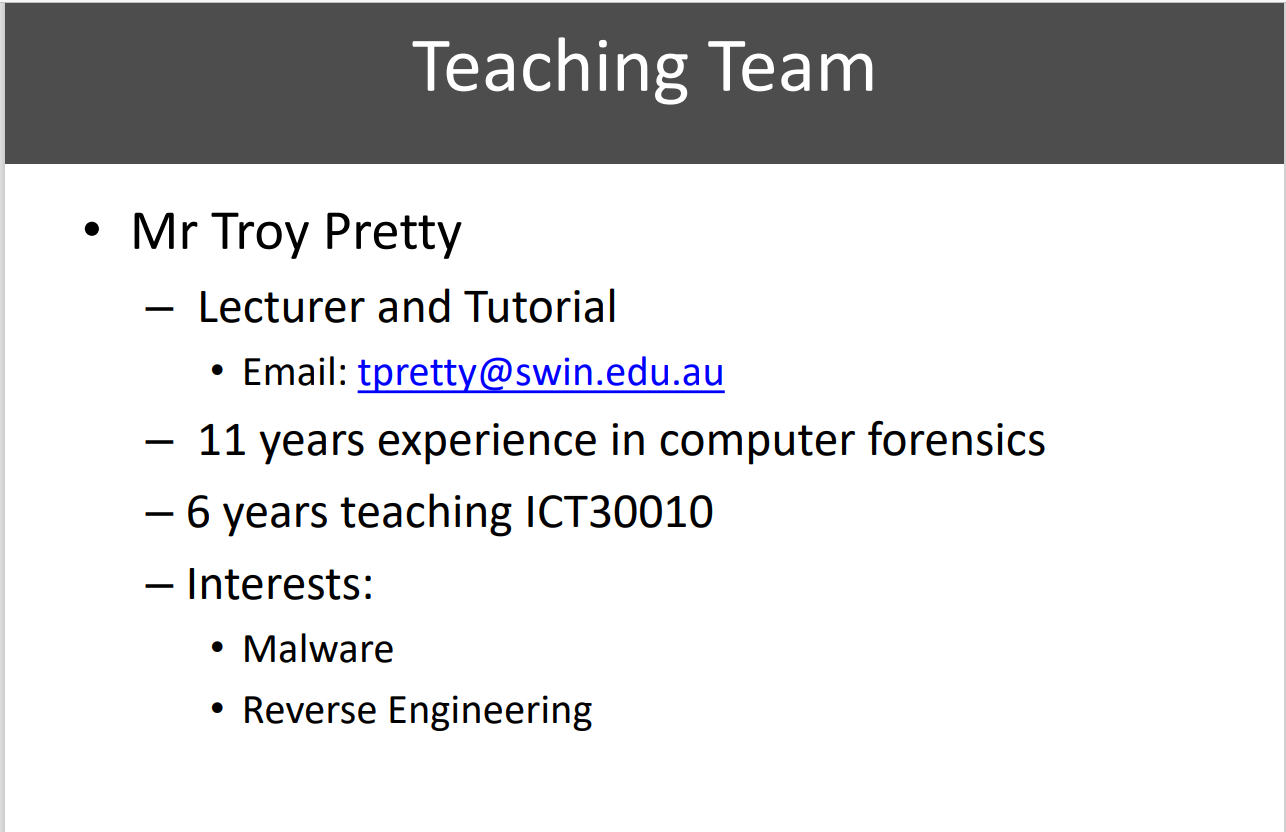 Teaching Team
• Mr Troy Pretty
– Lecturer and Tutorial
• Email: tpretty@swin.edu.au
– 11 years experience in computer forensics
– 6 years teaching ICT30010
– Interests:
• Malware
• Reverse Engineering